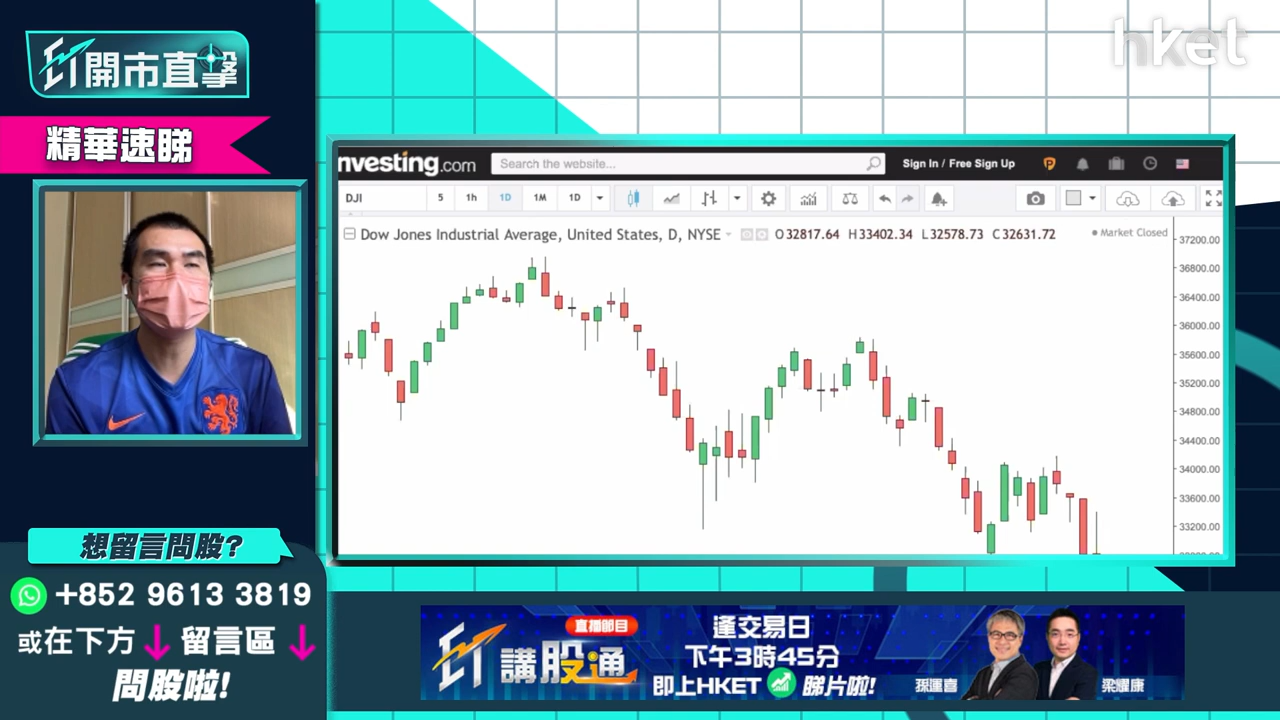 ET開市直擊
hket
精華速睇
nvesting.com
Search the website...
Sign In / Free Sign Up
DJI
5
1h
1D
1M
1D
Dow Jones Industrial Average, United States, D, NYSE
O32817.64 H33402.34 L32578.73 C32631.72
Market Closed
37200.00
36800.00
36400.00
36000.00
35600.00
35200.00
34800.00
34400.00
34000.00
33600.00
33200.00
想留言問股?
+852 9613 3819
或在下方 留言區
問股啦!
直播節目
ET講股通
逢交易日
下午3時45分
即上HKET 睇片啦!
孫運喜
梁耀康